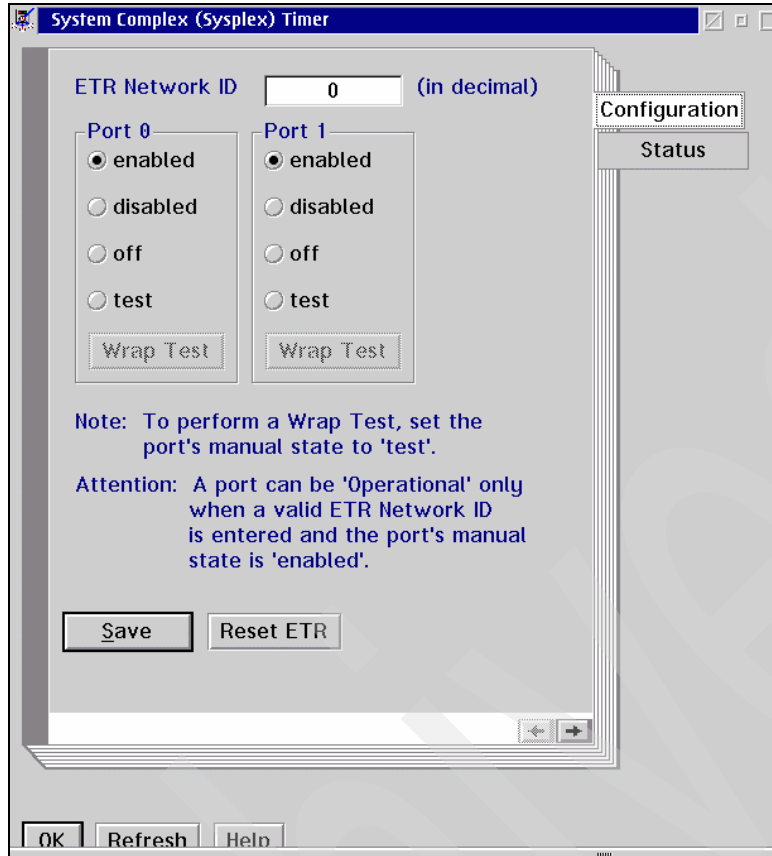 System Complex (Sysplex) Timer
ETR Network ID 0 (in decimal)
Configuration
Status
Port 0 Port 1
enabled enabled
disabled disabled
off off
test test
Wrap Test Wrap Test
Note: To perform a Wrap Test, set the
port's manual state to 'test'.
Attention: A port can be 'Operational' only
when a valid ETR Network ID
is entered and the port's manual
state is 'enabled'.
Save Reset ETR
OK Refresh Help